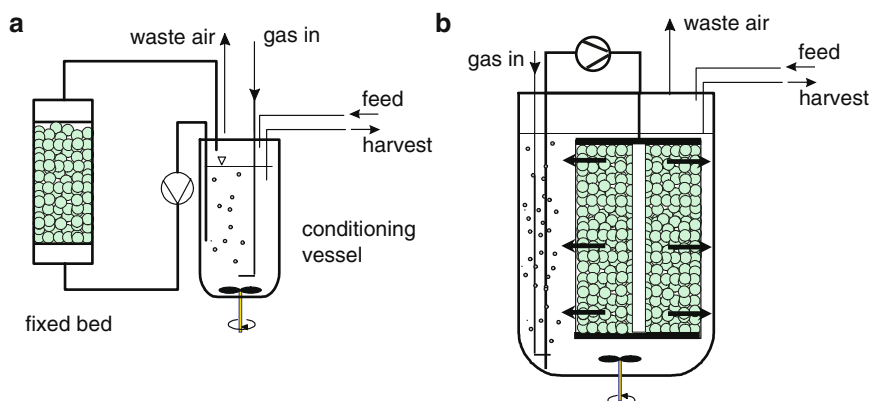 a
waste air
gas in
feed
harvest
conditioning
vessel
fixed bed
b
waste air
gas in
feed
harvest